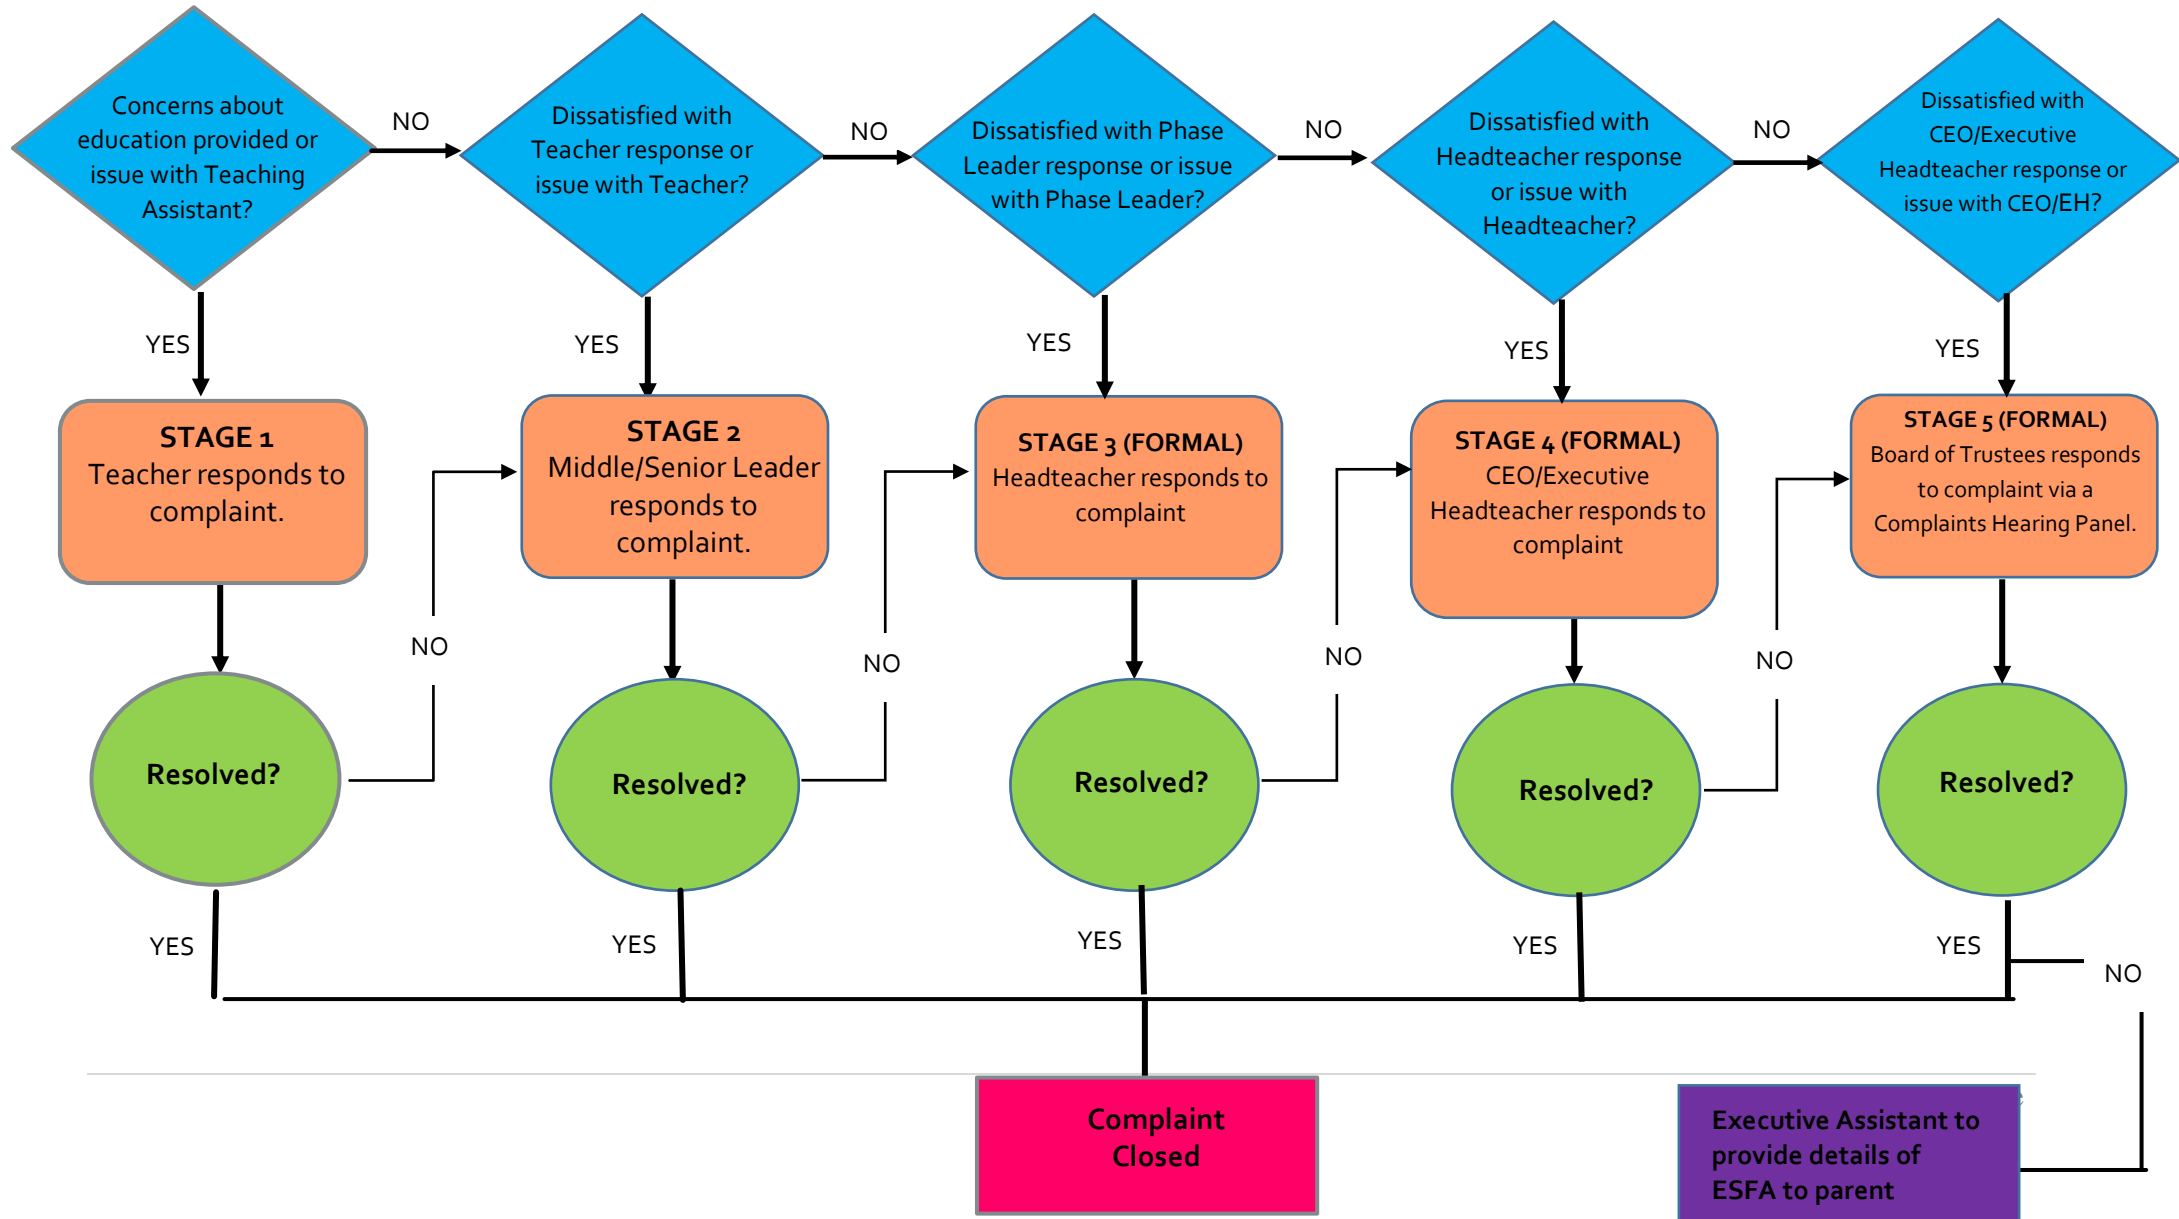 Concerns about
education provided or
issue with Teaching
Assistant?
NO
Dissatisfied with
Teacher response or
issue with Teacher?
NO
Dissatisfied with Phase
Leader response or issue
with Phase Leader?
NO
Dissatisfied with
Headteacher response
or issue with
Headteacher?
NO
Dissatisfied with
CEO/Executive
Headteacher response or
issue with CEO/EH?
YES
YES
YES
YES
YES
STAGE 1
Teacher responds to
complaint.
STAGE 2
Middle/Senior Leader
responds to
complaint.
STAGE 3 (FORMAL)
Headteacher responds to
complaint
STAGE 4 (FORMAL)
CEO/Executive
Headteacher responds to
complaint
STAGE 5 (FORMAL)
Board of Trustees responds
to complaint via a
Complaints Hearing Panel.
NO
NO
NO
NO
Resolved?
Resolved?
Resolved?
Resolved?
Resolved?
YES
YES
YES
YES
YES
NO
Complaint
Closed
Executive Assistant to
provide details of
ESFA to parent